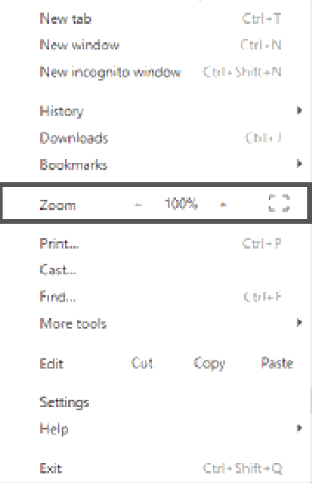 New tab Ctrl+T
New window Ctrl+N
New incognito window Ctrl+Shift+N
History
Downloads Ctrl+J
Bookmarks
Zoom - 100% +
Print... Ctrl+P
Cast...
Find... Ctrl+F
More tools
Edit Cut Copy Paste
Settings
Help
Exit Ctrl+Shift+Q